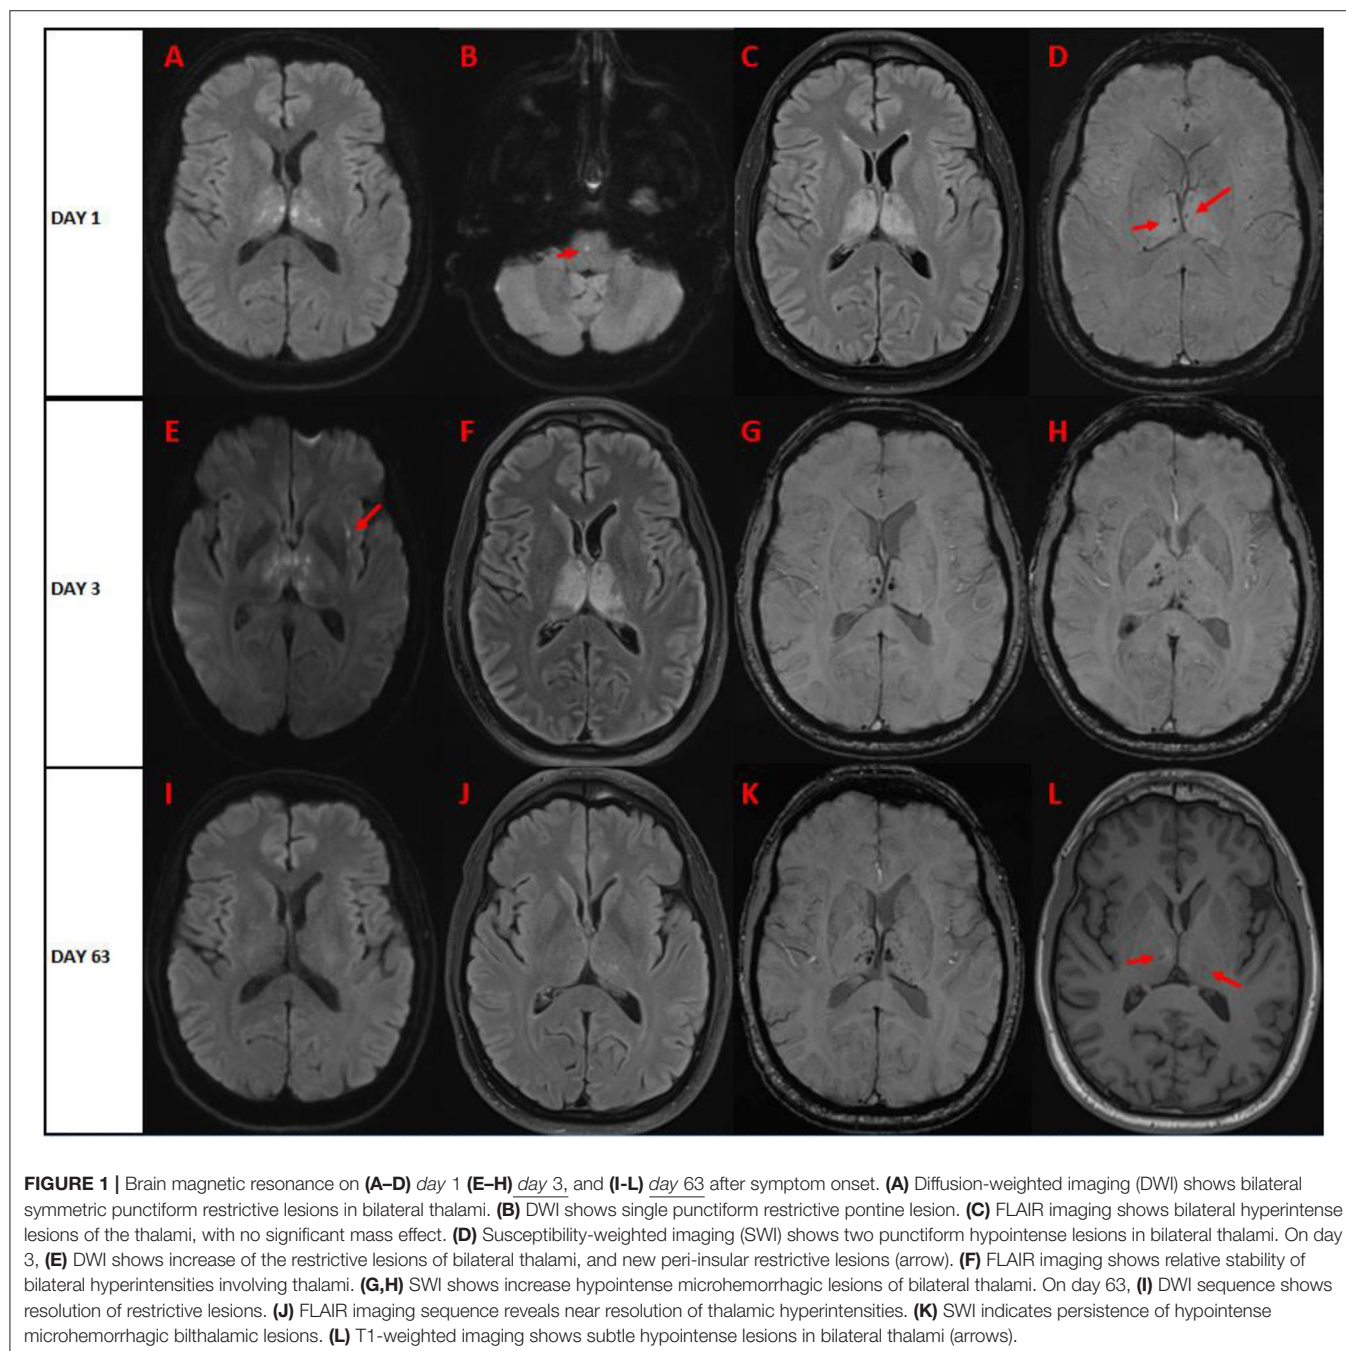 A
B
C
D
DAY 1
E
F
G
H
DAY 3
I
J
K
L
DAY 63
FIGURE 1 | Brain magnetic resonance on (A–D) day 1 (E–H) day 3, and (I-L) day 63 after symptom onset. (A) Diffusion-weighted imaging (DWI) shows bilateral
symmetric punctiform restrictive lesions in bilateral thalami. (B) DWI shows single punctiform restrictive pontine lesion. (C) FLAIR imaging shows bilateral hyperintense
lesions of the thalami, with no significant mass effect. (D) Susceptibility-weighted imaging (SWI) shows two punctiform hypointense lesions in bilateral thalami. On day
3, (E) DWI shows increase of the restrictive lesions of bilateral thalami, and new peri-insular restrictive lesions (arrow). (F) FLAIR imaging shows relative stability of
bilateral hyperintensities involving thalami. (G,H) SWI shows increase hypointense microhemorrhagic lesions of bilateral thalami. On day 63, (I) DWI sequence shows
resolution of restrictive lesions. (J) FLAIR imaging sequence reveals near resolution of thalamic hyperintensities. (K) SWI indicates persistence of hypointense
microhemorrhagic bilthalamic lesions. (L) T1-weighted imaging shows subtle hypointense lesions in bilateral thalami (arrows).